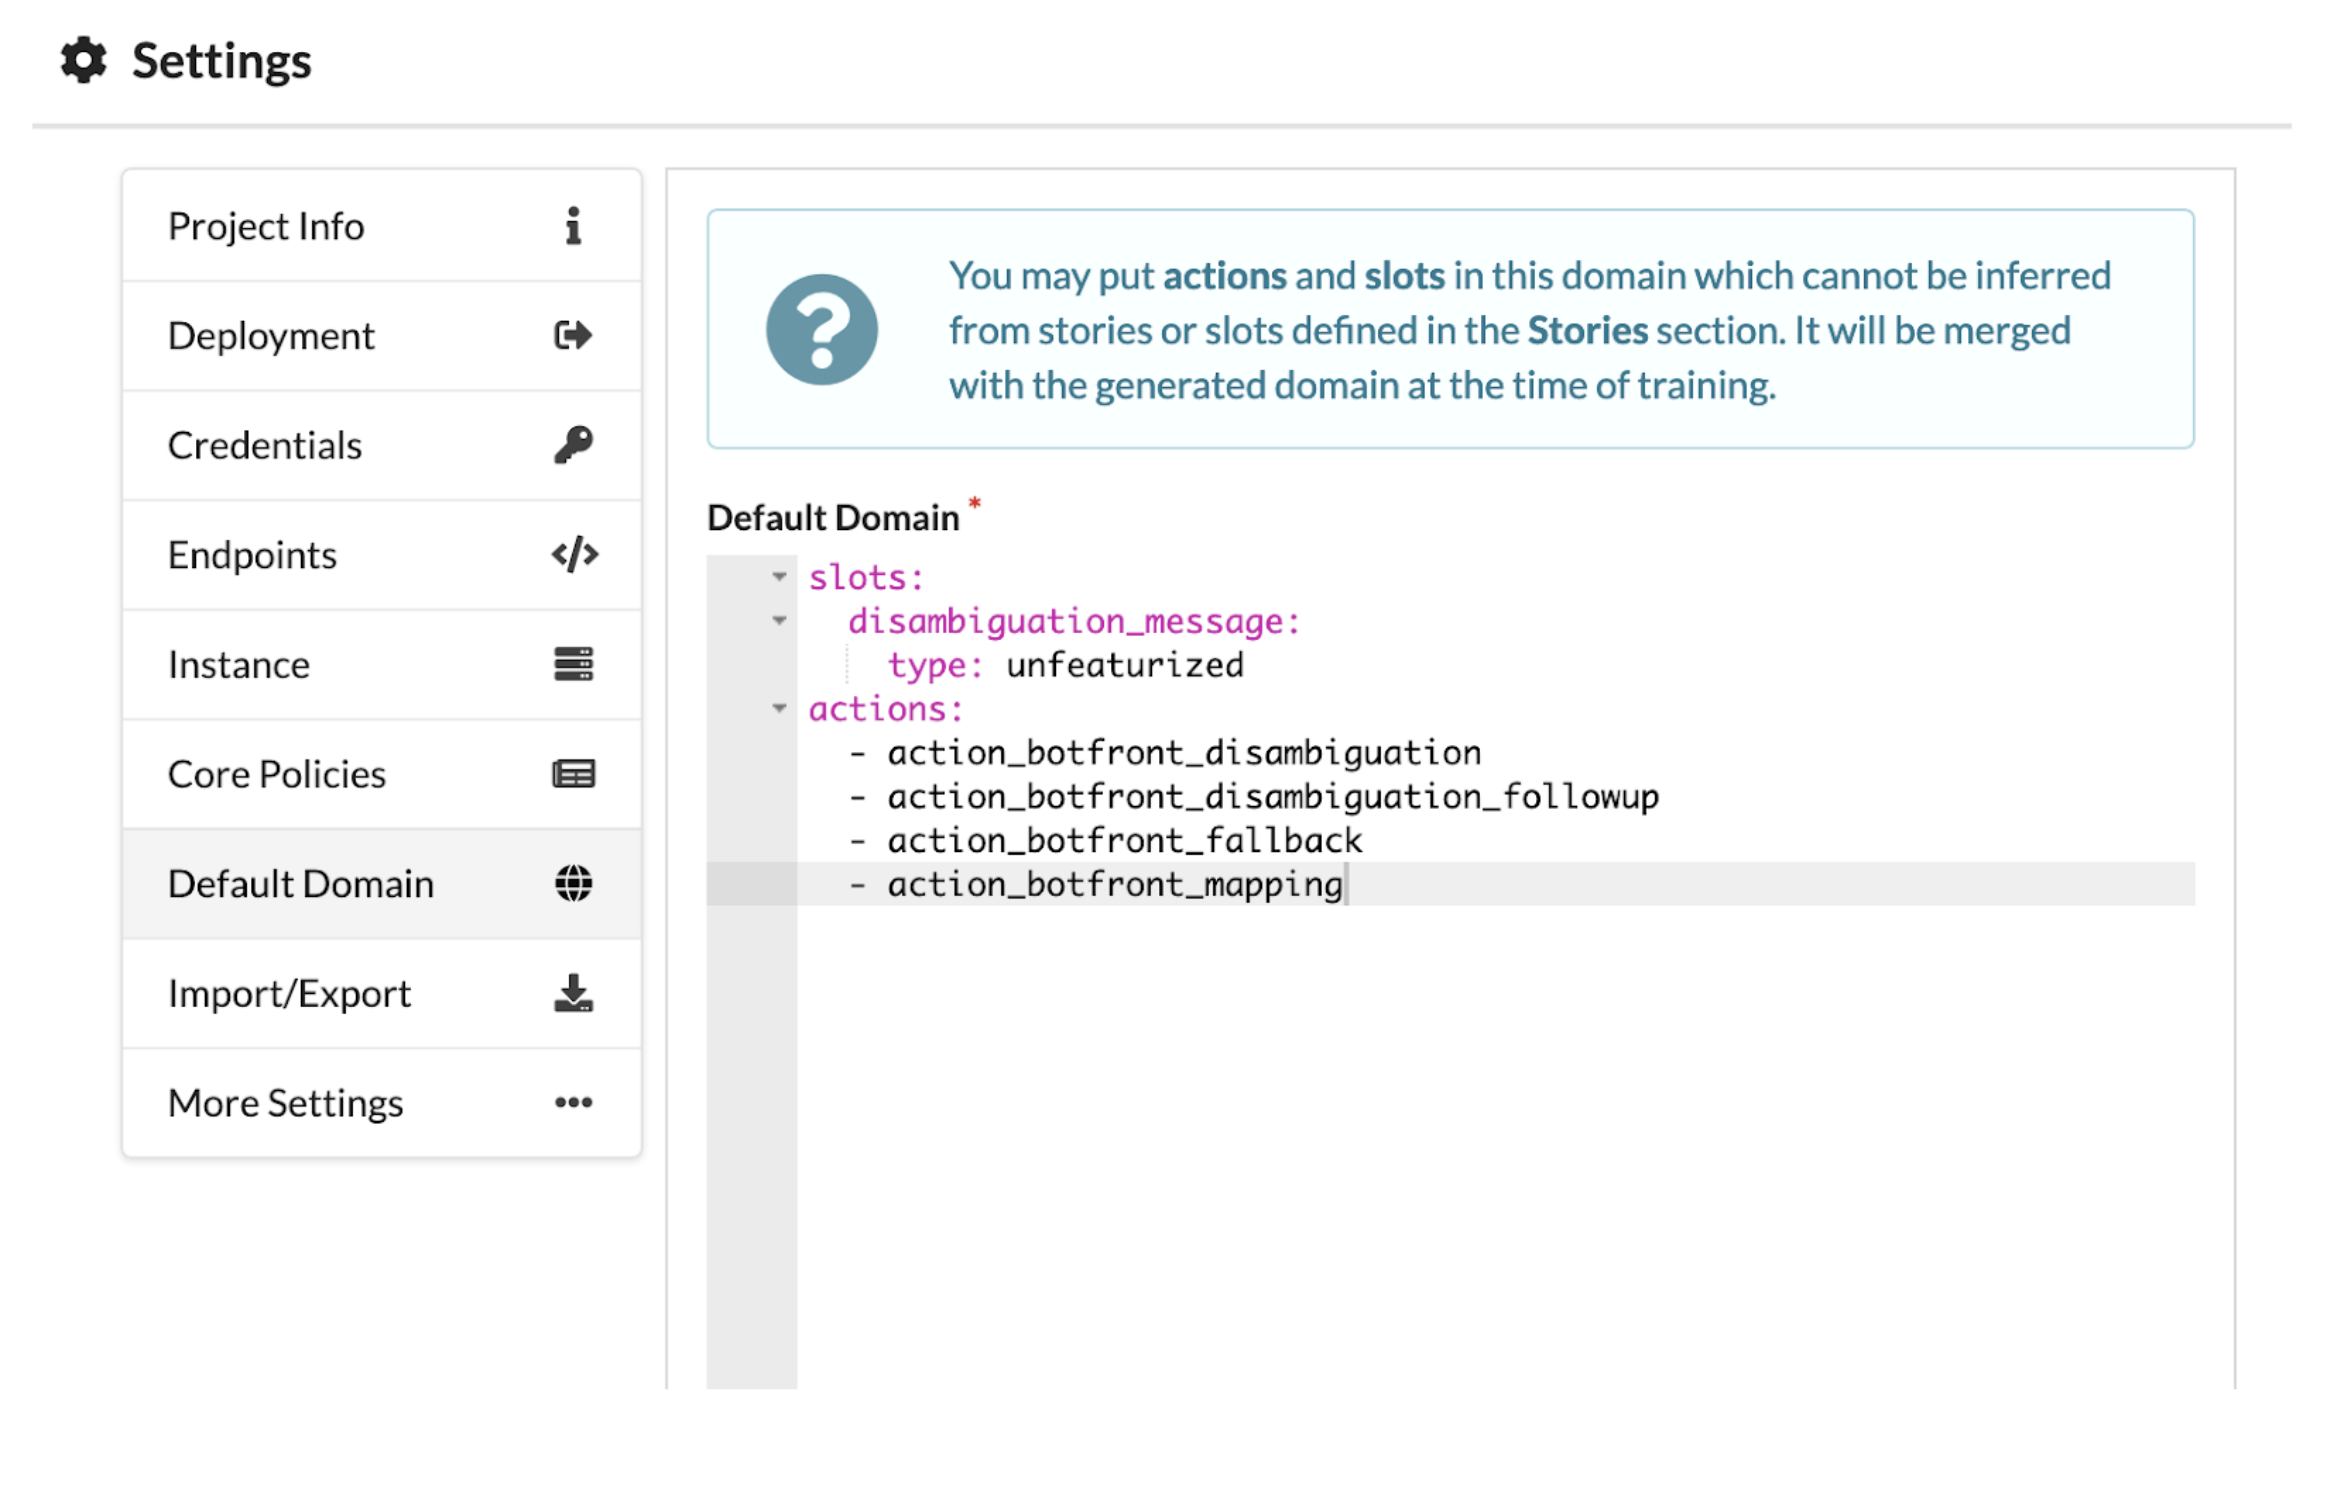 Settings
Project Info
Deployment
Credentials
Endpoints
Instance
Core Policies
Default Domain
Import/Export
More Settings
You may put actions and slots in this domain which cannot be inferred
from stories or slots defined in the Stories section. It will be merged
with the generated domain at the time of training.
Default Domain *
slots:
  disambiguation_message:
    type: unfeaturized
actions:
  - action_botfront_disambiguation
  - action_botfront_disambiguation_followup
  - action_botfront_fallback
  - action_botfront_mapping